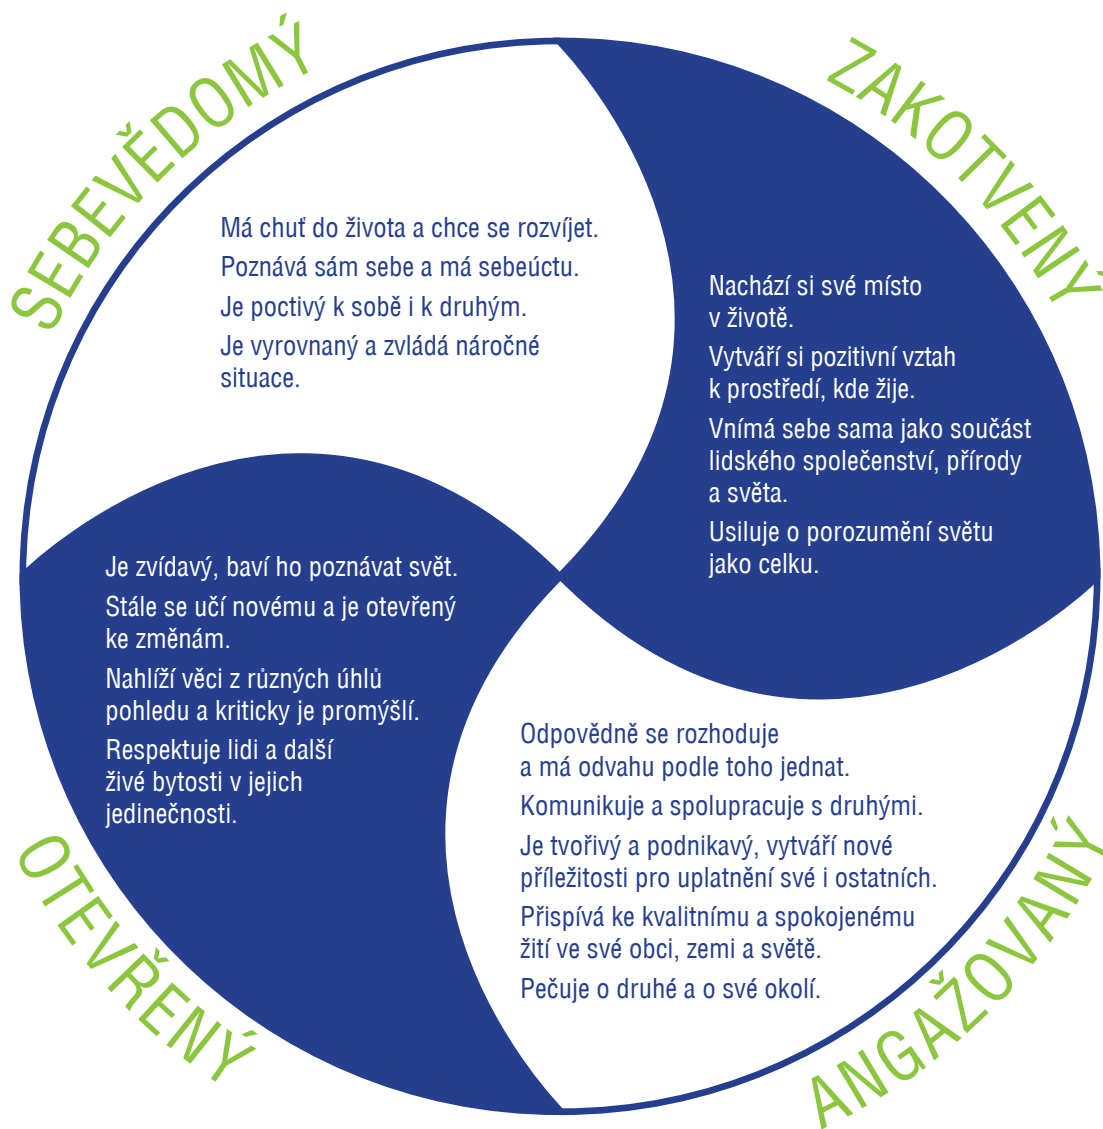 SEBEVĚDOMÝ
Má chuť do života a chce se rozvíjet.
Poznává sám sebe a má sebeúctu.
Je poctivý k sobě i k druhým.
Je vyrovnaný a zvládá náročné
situace.
ZAKOTVENÝ
Nachází si své místo
v životě.
Vytváří si pozitivní vztah
k prostředí, kde žije.
Vnímá sebe sama jako součást
lidského společenství, přírody
a světa.
Usiluje o porozumění světu
jako celku.
Je zvídavý, baví ho poznávat svět.
Stále se učí novému a je otevřený
ke změnám.
Nahlíží věci z různých úhlů
pohledu a kriticky je promýšlí.
Respektuje lidi a další
živé bytosti v jejich
jedinečnosti.
OTEVŘENÝ
Odpovědně se rozhoduje
a má odvahu podle toho jednat.
Komunikuje a spolupracuje s druhými.
Je tvořivý a podnikavý, vytváří nové
příležitosti pro uplatnění své i ostatních.
Přispívá ke kvalitnímu a spokojenému
žití ve své obci, zemi a světě.
Pečuje o druhé a o své okolí.
ANGAŽOVANÝ